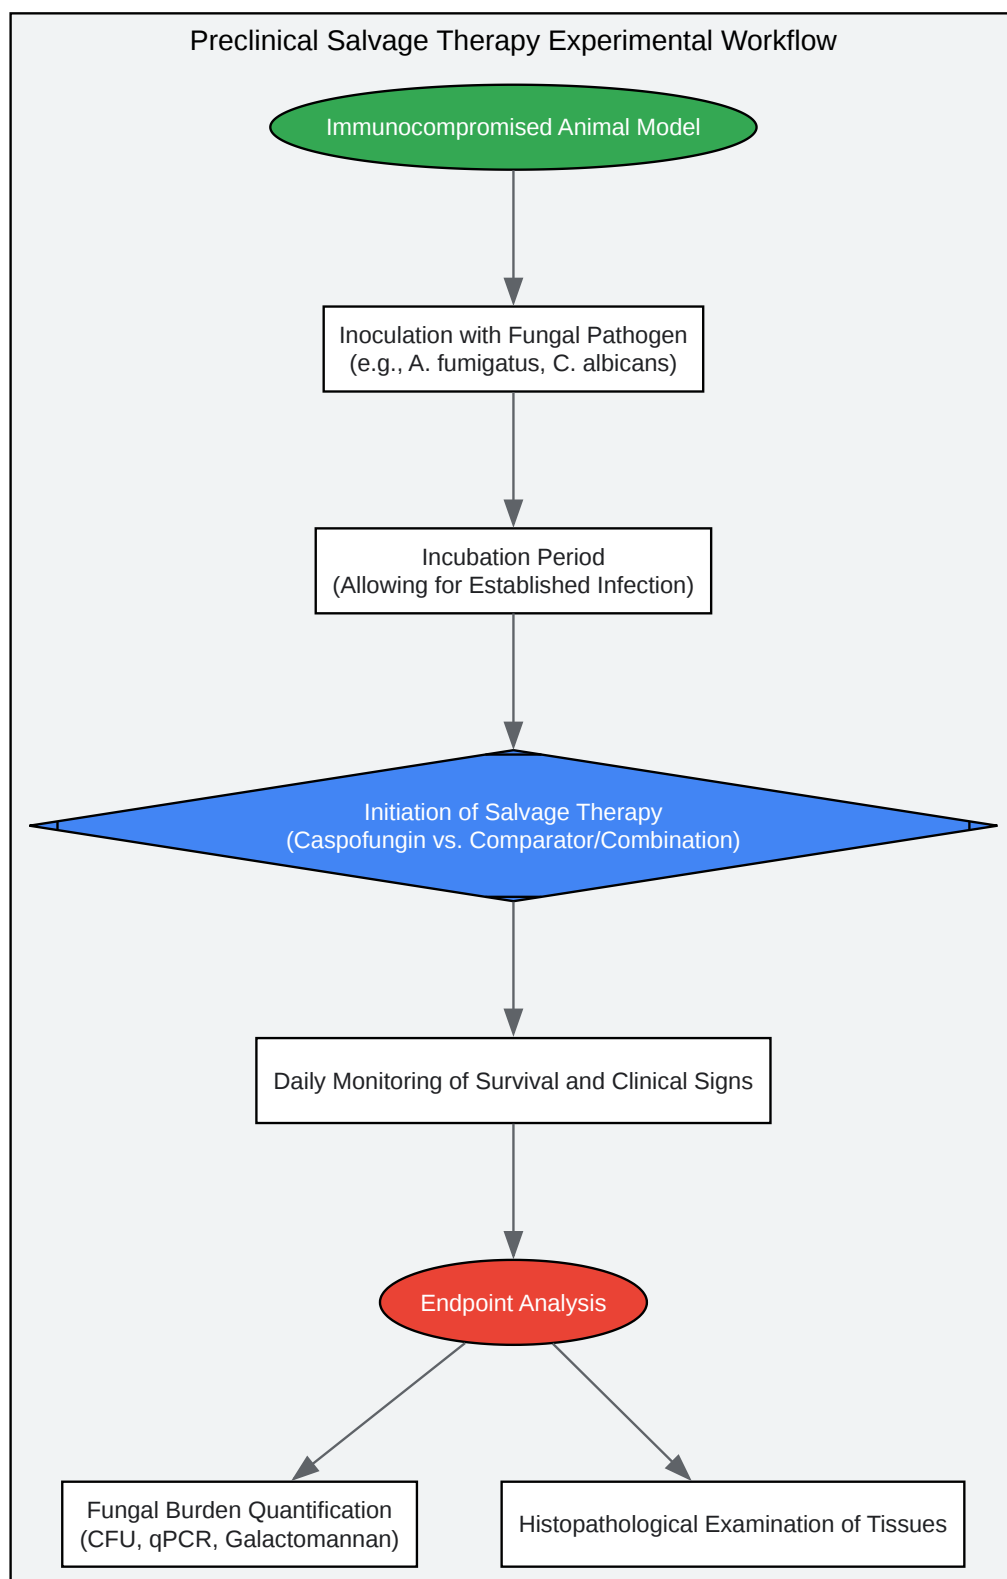 Preclinical Salvage Therapy Experimental Workflow
Immunocompromised Animal Model
Inoculation with Fungal Pathogen
(e.g., A. fumigatus, C. albicans)
Incubation Period
(Allowing for Established Infection)
Initiation of Salvage Therapy
(Caspofungin vs. Comparator/Combination)
Daily Monitoring of Survival and Clinical Signs
Endpoint Analysis
Fungal Burden Quantification
(CFU, qPCR, Galactomannan)
Histopathological Examination of Tissues